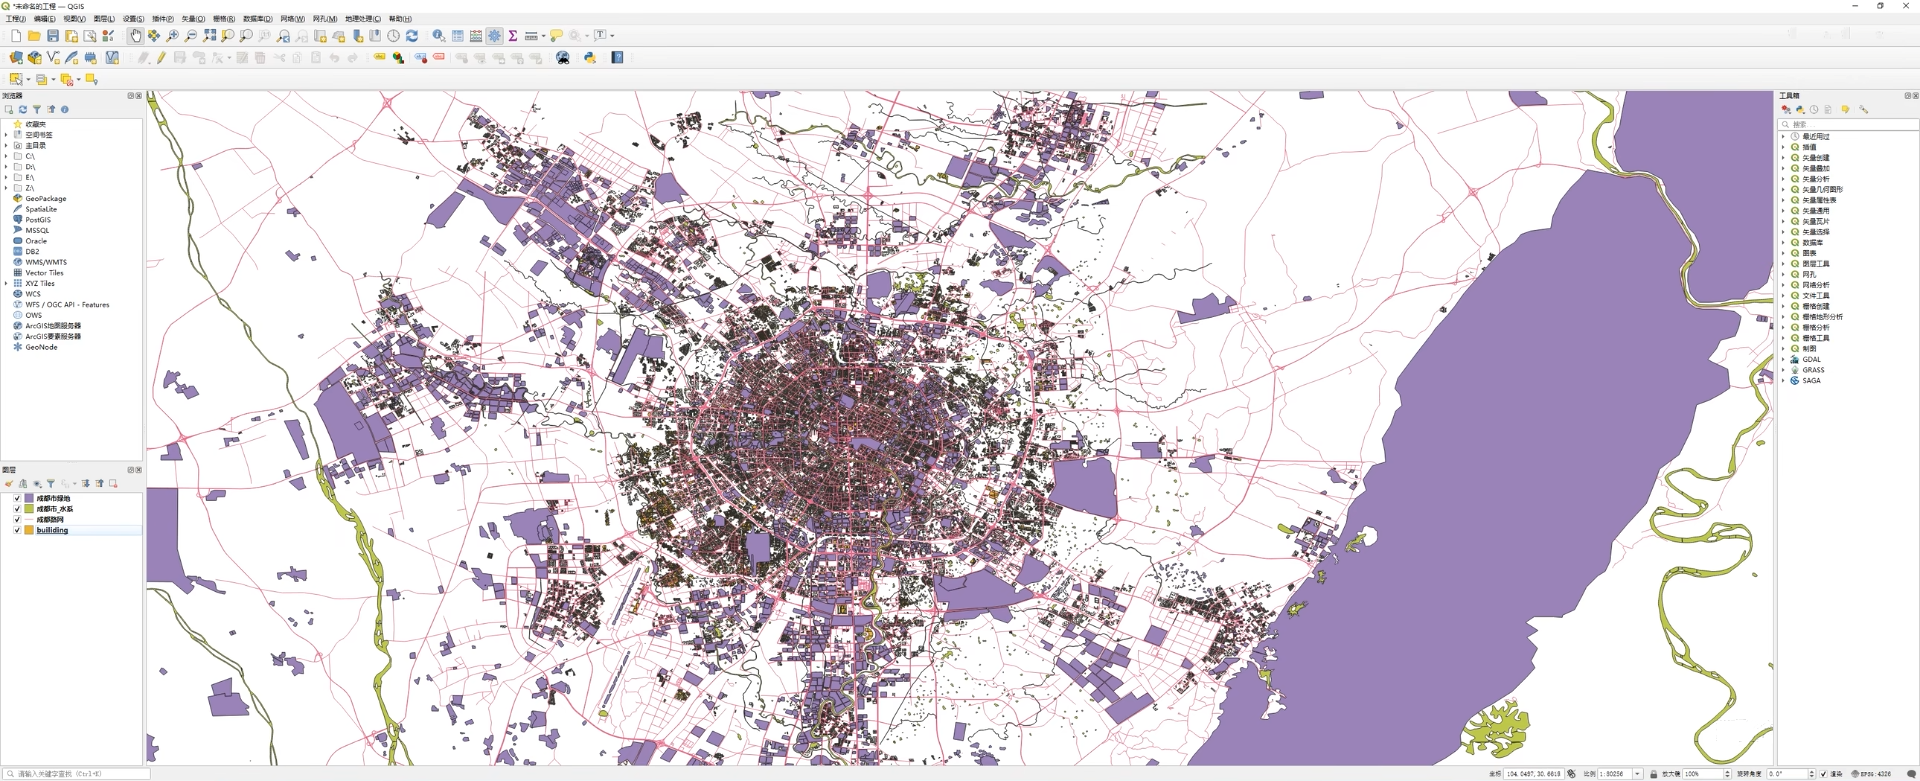 *未命名的工程 — QGIS
工程(J) 编辑(E) 视图(V) 图层(L) 设置(S) 插件(P) 矢量(O) 栅格(R) 数据库(D) 网络(W) 网孔(M) 地理处理(C) 帮助(H)
浏览器
收藏夹
空间书签
主目录
C:\
D:\
E:\
Z:\
GeoPackage
SpatiaLite
PostGIS
MSSQL
Oracle
DB2
WMS/WMTS
Vector Tiles
XYZ Tiles
WCS
WFS / OGC API - Features
OWS
ArcGIS地图服务器
ArcGIS要素服务器
GeoNode
图层
成都市绿地
成都市_水系
成都路网
builiding
工具箱
搜索
最近用过
插值
矢量创建
矢量叠加
矢量分析
矢量几何图形
矢量属性表
矢量通用
矢量瓦片
矢量选择
数据库
图表
图层工具
网孔
网络分析
文件工具
栅格创建
栅格地形分析
栅格分析
栅格工具
制图
GDAL
GRASS
SAGA
请输入关键字查找 (Ctrl+K)
坐标 104.0497,30.6618 比例 1:80256 放大镜 100% 旋转角度 0.0° 渲染 EPSG:4326